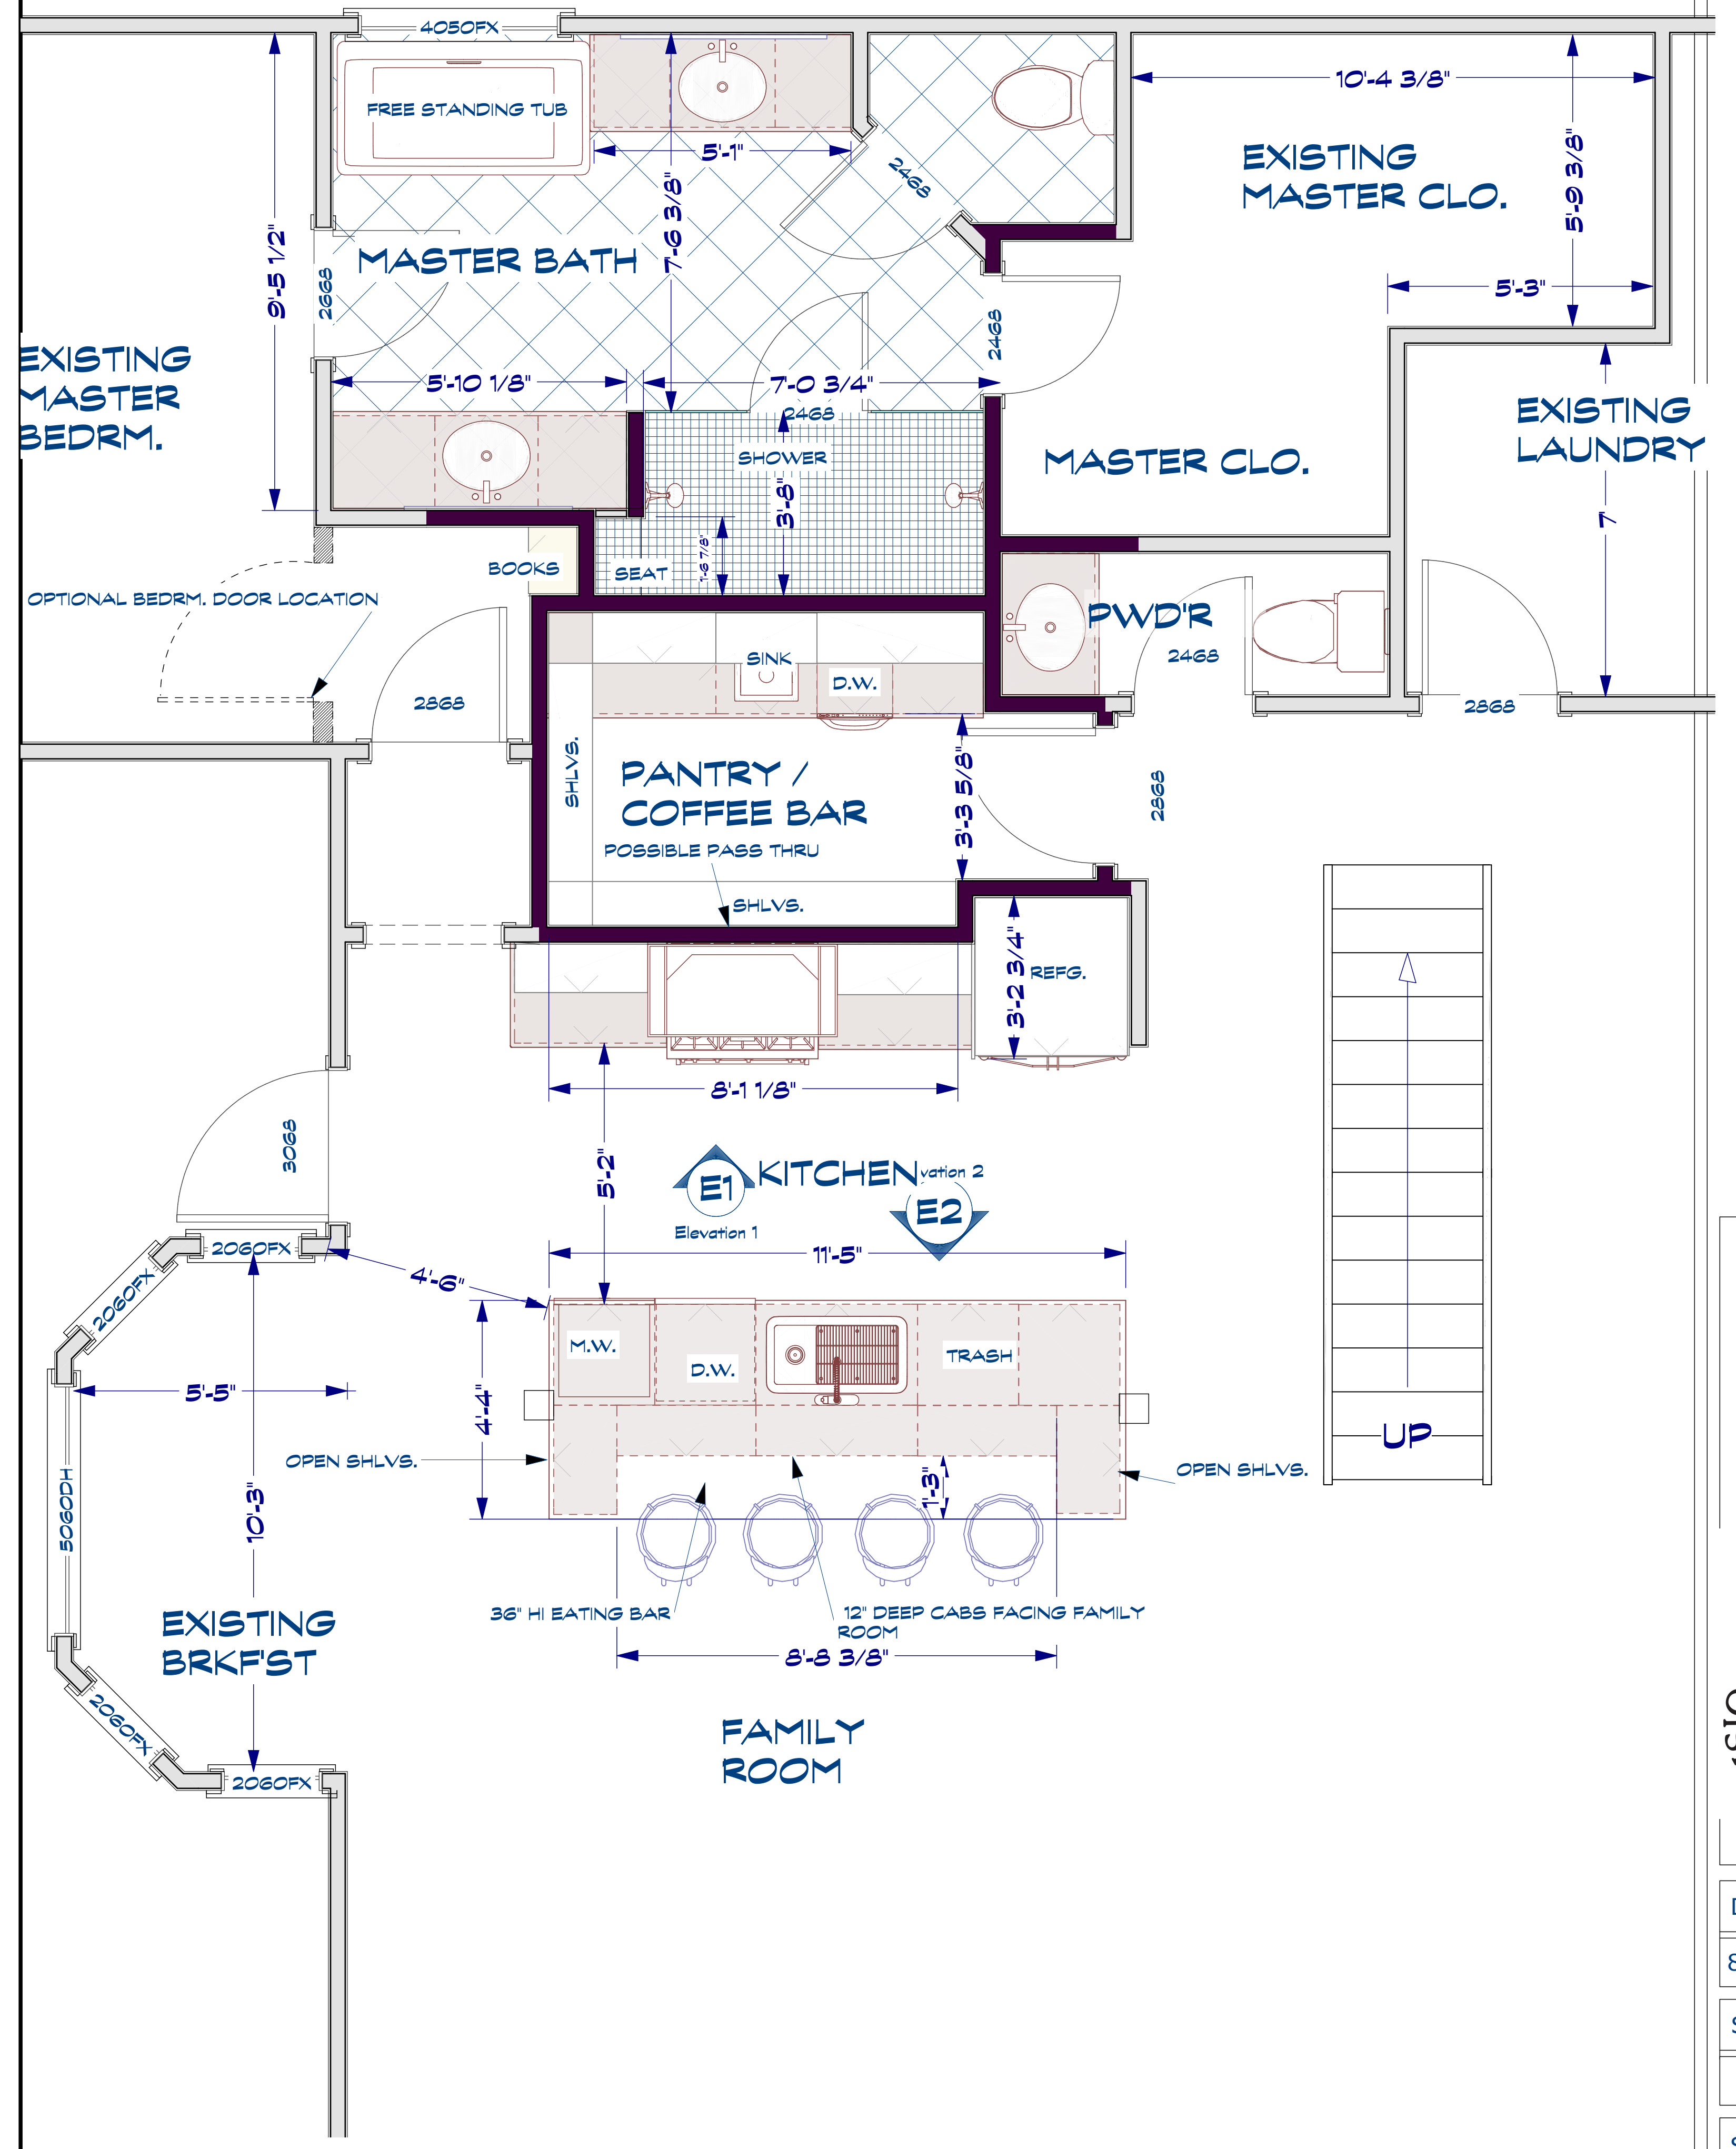 4050FX
FREE STANDING TUB
5'-1"
10'-4 3/8"
EXISTING
MASTER CLO.
5'-9 3/8"
2468
7'-6 3/8"
9'-5 1/2"
2668
MASTER BATH
5'-3"
2468
EXISTING
MASTER
BEDRM.
5'-10 1/8"
7'-0 3/4"
2468
SHOWER
3'-8"
MASTER CLO.
EXISTING
LAUNDRY
7'
BOOKS
SEAT
1'-6 7/8"
OPTIONAL BEDRM. DOOR LOCATION
PWD'R
2468
SINK
D.W.
2868
2868
SHLVS.
PANTRY /
COFFEE BAR
POSSIBLE PASS THRU
3'-3 5/8"
2868
SHLVS.
3'-2 3/4"
REFG.
8'-1 1/8"
3068
5'-2"
E1
KITCHEN
vation 2
E2
Elevation 1
2060FX
11'-5"
4'-6"
2060FX
M.W.
D.W.
TRASH
5'-5"
4'-4"
UP
OPEN SHLVS.
OPEN SHLVS.
1'-3"
5060DH
10'-3"
36" HI EATING BAR
12" DEEP CABS FACING FAMILY
ROOM
EXISTING
BRKF'ST
8'-8 3/8"
2060FX
FAMILY
ROOM
2060FX